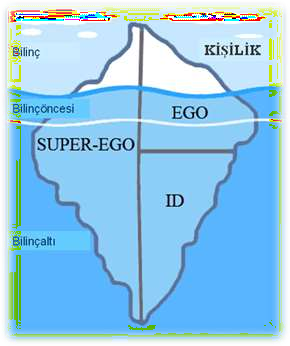 KİŞİLİK
Bilinç
Bilinçöncesi
EGO
SUPER-EGO
ID
Bilinçaltı